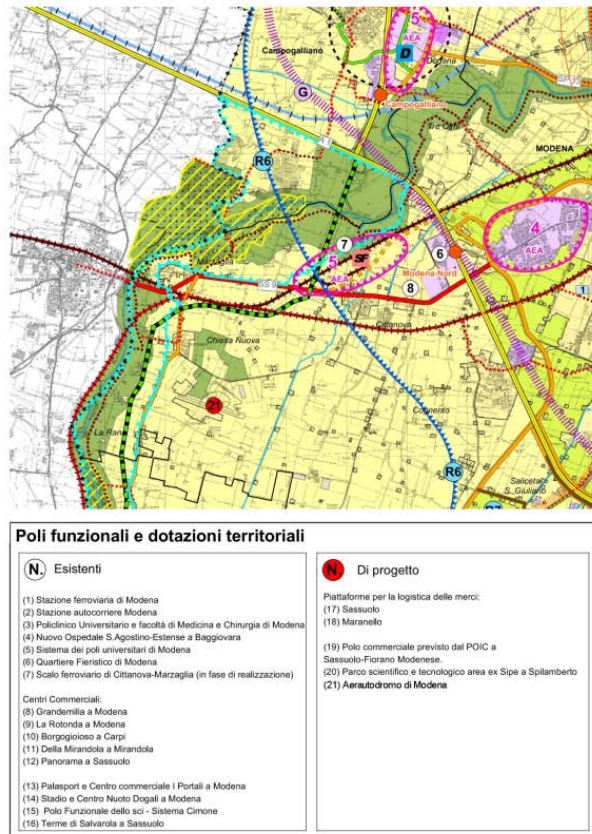 5
AEA
Campogalliano
D
Dogana
G
Campogalliano
R6
MODENA
4
AEA
7
SF
6
Marzaglia
5
Modena-Nord
AEA
SS 9
8
1
Cittanova
Chiesa Nuova
21
La Rana
Cognento
R6
Saliceta
S. Giuliano
Poli funzionali e dotazioni territoriali
N. Esistenti
(1) Stazione ferroviaria di Modena
(2) Stazione autocorriere Modena
(3) Policlinico Universitario e facoltà di Medicina e Chirurgia di Modena
(4) Nuovo Ospedale S.Agostino-Estense a Baggiovara
(5) Sistema dei poli universitari di Modena
(6) Quartiere Fieristico di Modena
(7) Scalo ferroviario di Cittanova-Marzaglia (in fase di realizzazione)
Centri Commerciali:
(8) Grandemilia a Modena
(9) La Rotonda a Modena
(10) Borgogioioso a Carpi
(11) Della Mirandola a Mirandola
(12) Panorama a Sassuolo
(13) Palasport e Centro commerciale I Portali a Modena
(14) Stadio e Centro Nuoto Dogali a Modena
(15) Polo Funzionale dello sci - Sistema Cimone
(16) Terme di Salvarola a Sassuolo
N. Di progetto
Piattaforme per la logistica delle merci:
(17) Sassuolo
(18) Maranello
(19) Polo commerciale previsto dal POIC a
Sassuolo-Fiorano Modenese.
(20) Parco scientifico e tecnologico area ex Sipe a Spilamberto
(21) Aerautodromo di Modena